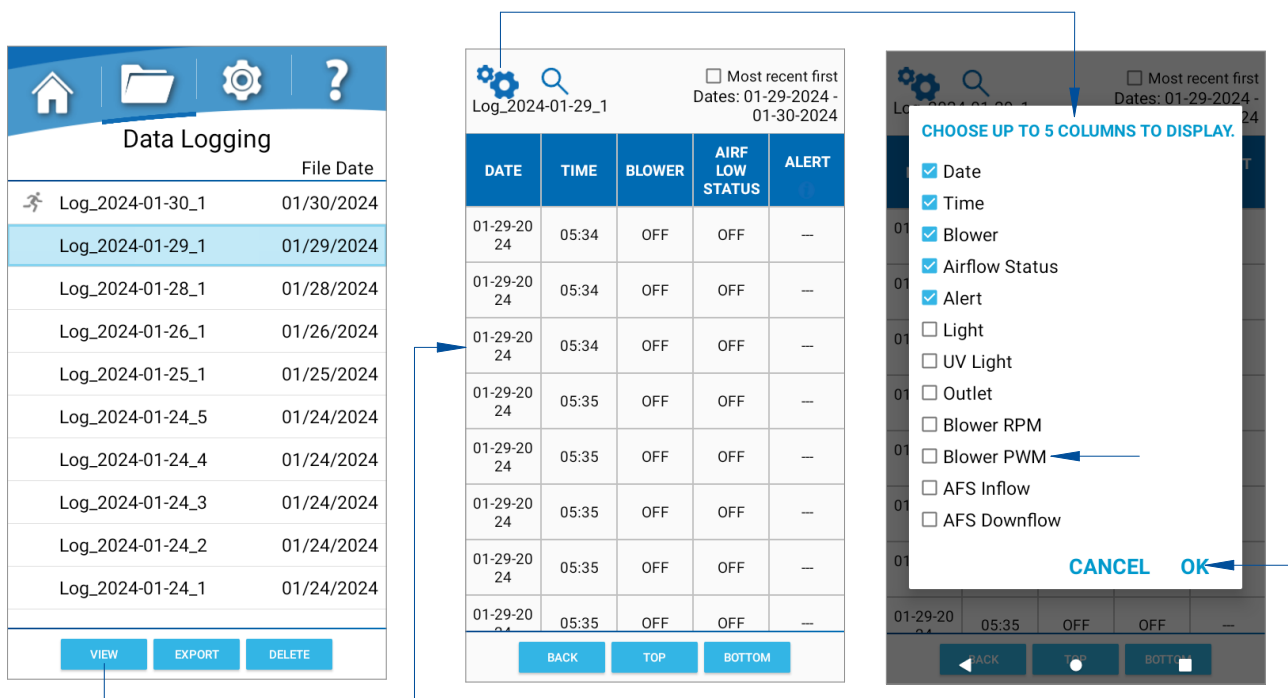 Data Logging
File Date
Log_2024-01-30_1 01/30/2024
Log_2024-01-29_1 01/29/2024
Log_2024-01-28_1 01/28/2024
Log_2024-01-26_1 01/26/2024
Log_2024-01-25_1 01/25/2024
Log_2024-01-24_5 01/24/2024
Log_2024-01-24_4 01/24/2024
Log_2024-01-24_3 01/24/2024
Log_2024-01-24_2 01/24/2024
Log_2024-01-24_1 01/24/2024
VIEW EXPORT DELETE
Most recent first
Log_2024-01-29_1 Dates: 01-29-2024 -
01-30-2024
DATE TIME BLOWER AIRF
LOW
STATUS ALERT
01-29-20
24 05:34 OFF OFF ---
01-29-20
24 05:34 OFF OFF ---
01-29-20
24 05:34 OFF OFF ---
01-29-20
24 05:35 OFF OFF ---
01-29-20
24 05:35 OFF OFF ---
01-29-20
24 05:35 OFF OFF ---
01-29-20
24 05:35 OFF OFF ---
01-29-20
24 05:35 OFF OFF ---
BACK TOP BOTTOM
Most recent first
Dates: 01-29-2024 -
24
CHOOSE UP TO 5 COLUMNS TO DISPLAY.
Date
Time
Blower
Airflow Status
Alert
Light
UV Light
Outlet
Blower RPM
Blower PWM
AFS Inflow
AFS Downflow
CANCEL OK
01-29-20
24 05:35 OFF OFF ---
BACK TOP BOTTOM